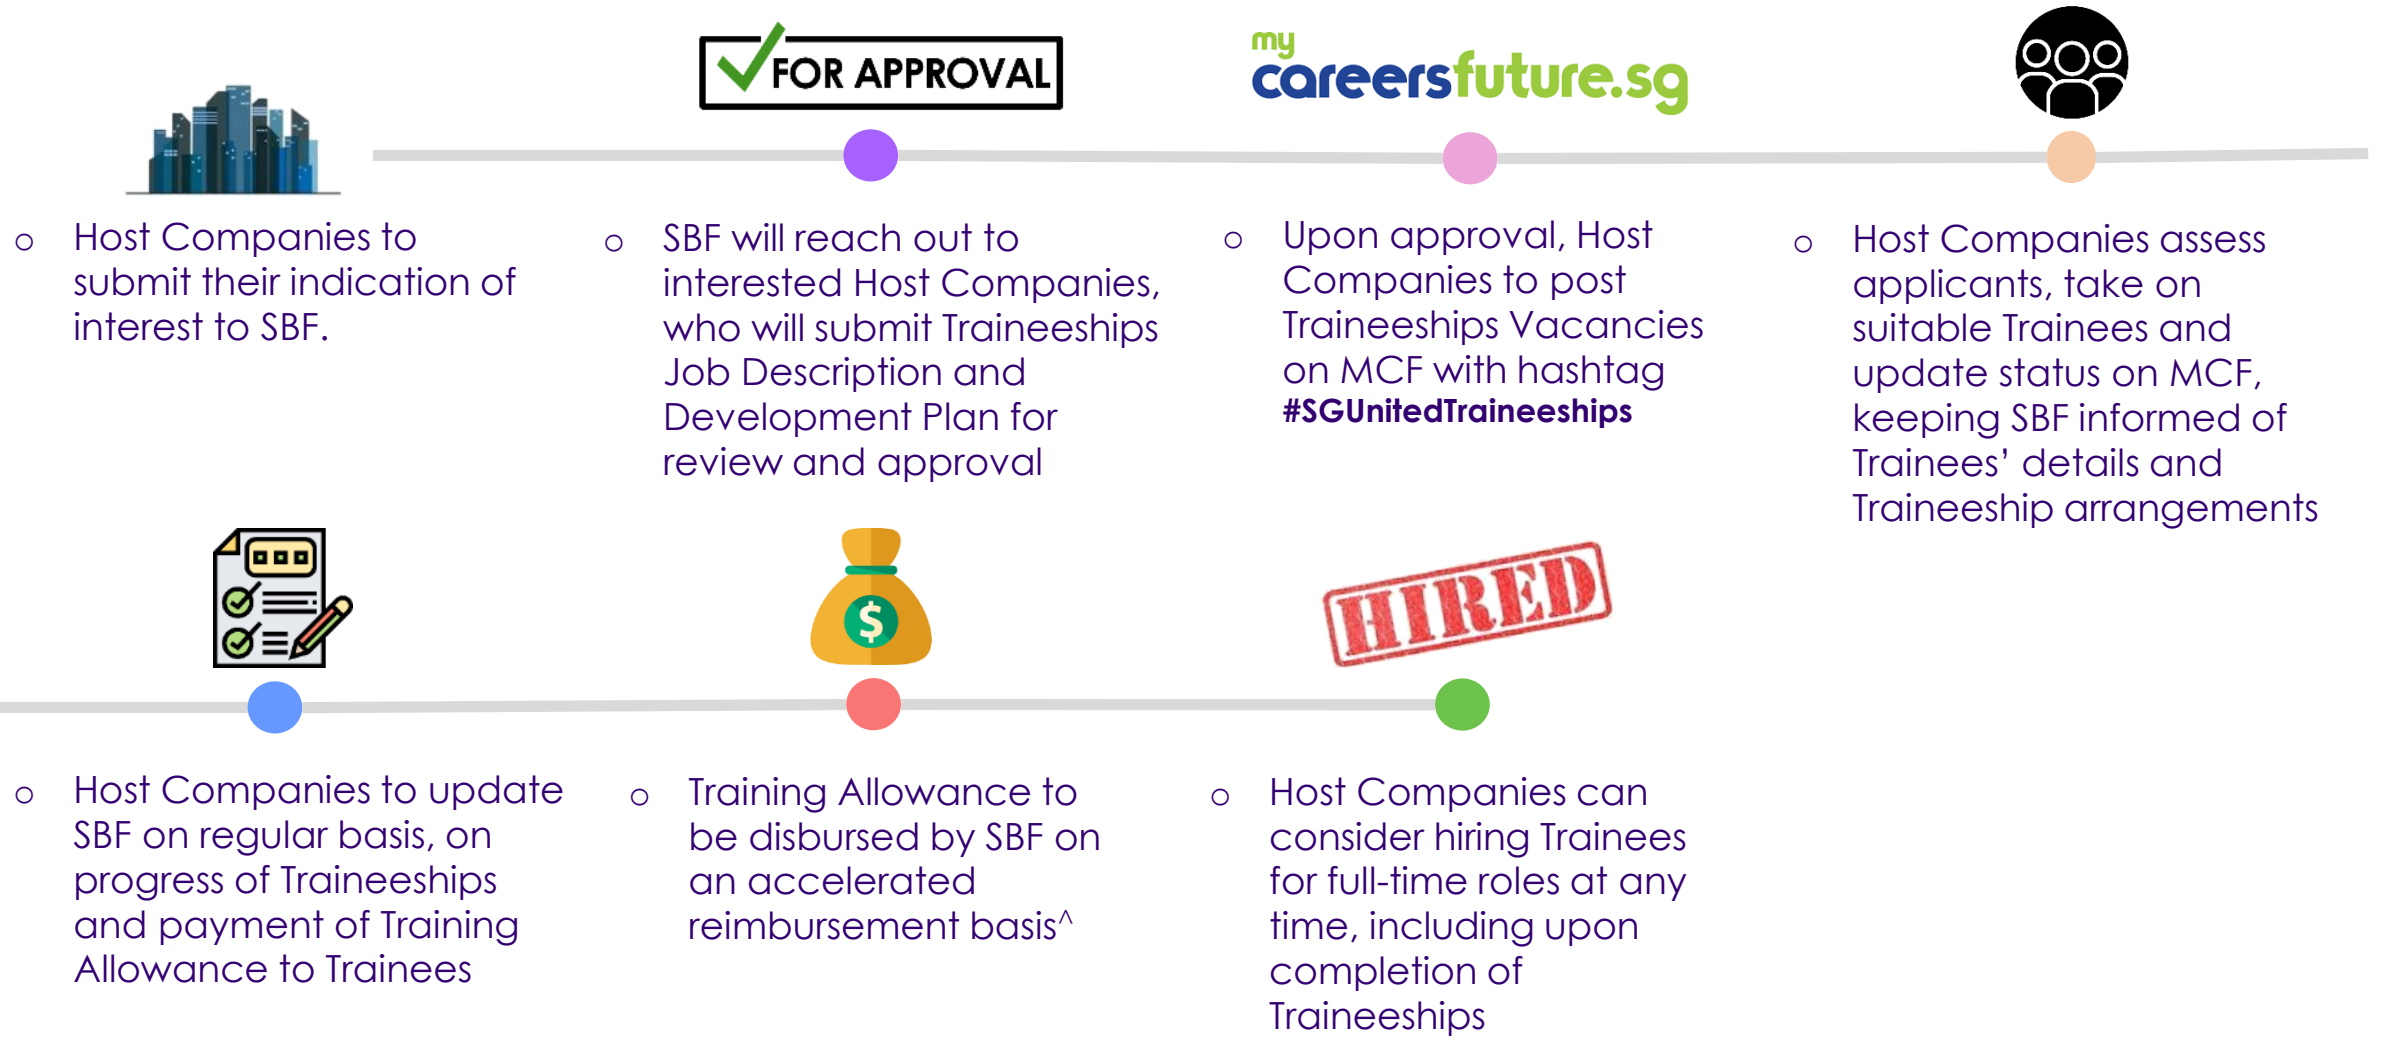 FOR APPROVAL
my
careersfuture.sg
o Host Companies to
submit their indication of
interest to SBF.
o SBF will reach out to
interested Host Companies,
who will submit Traineeships
Job Description and
Development Plan for
review and approval
o Upon approval, Host
Companies to post
Traineeships Vacancies
on MCF with hashtag
#SGUnitedTraineeships
o Host Companies assess
applicants, take on
suitable Trainees and
update status on MCF,
keeping SBF informed of
Trainees’ details and
Traineeship arrangements
$
HIRED
o Host Companies to update
SBF on regular basis, on
progress of Traineeships
and payment of Training
Allowance to Trainees
o Training Allowance to
be disbursed by SBF on
an accelerated
reimbursement basis^
o Host Companies can
consider hiring Trainees
for full-time roles at any
time, including upon
completion of
Traineeships